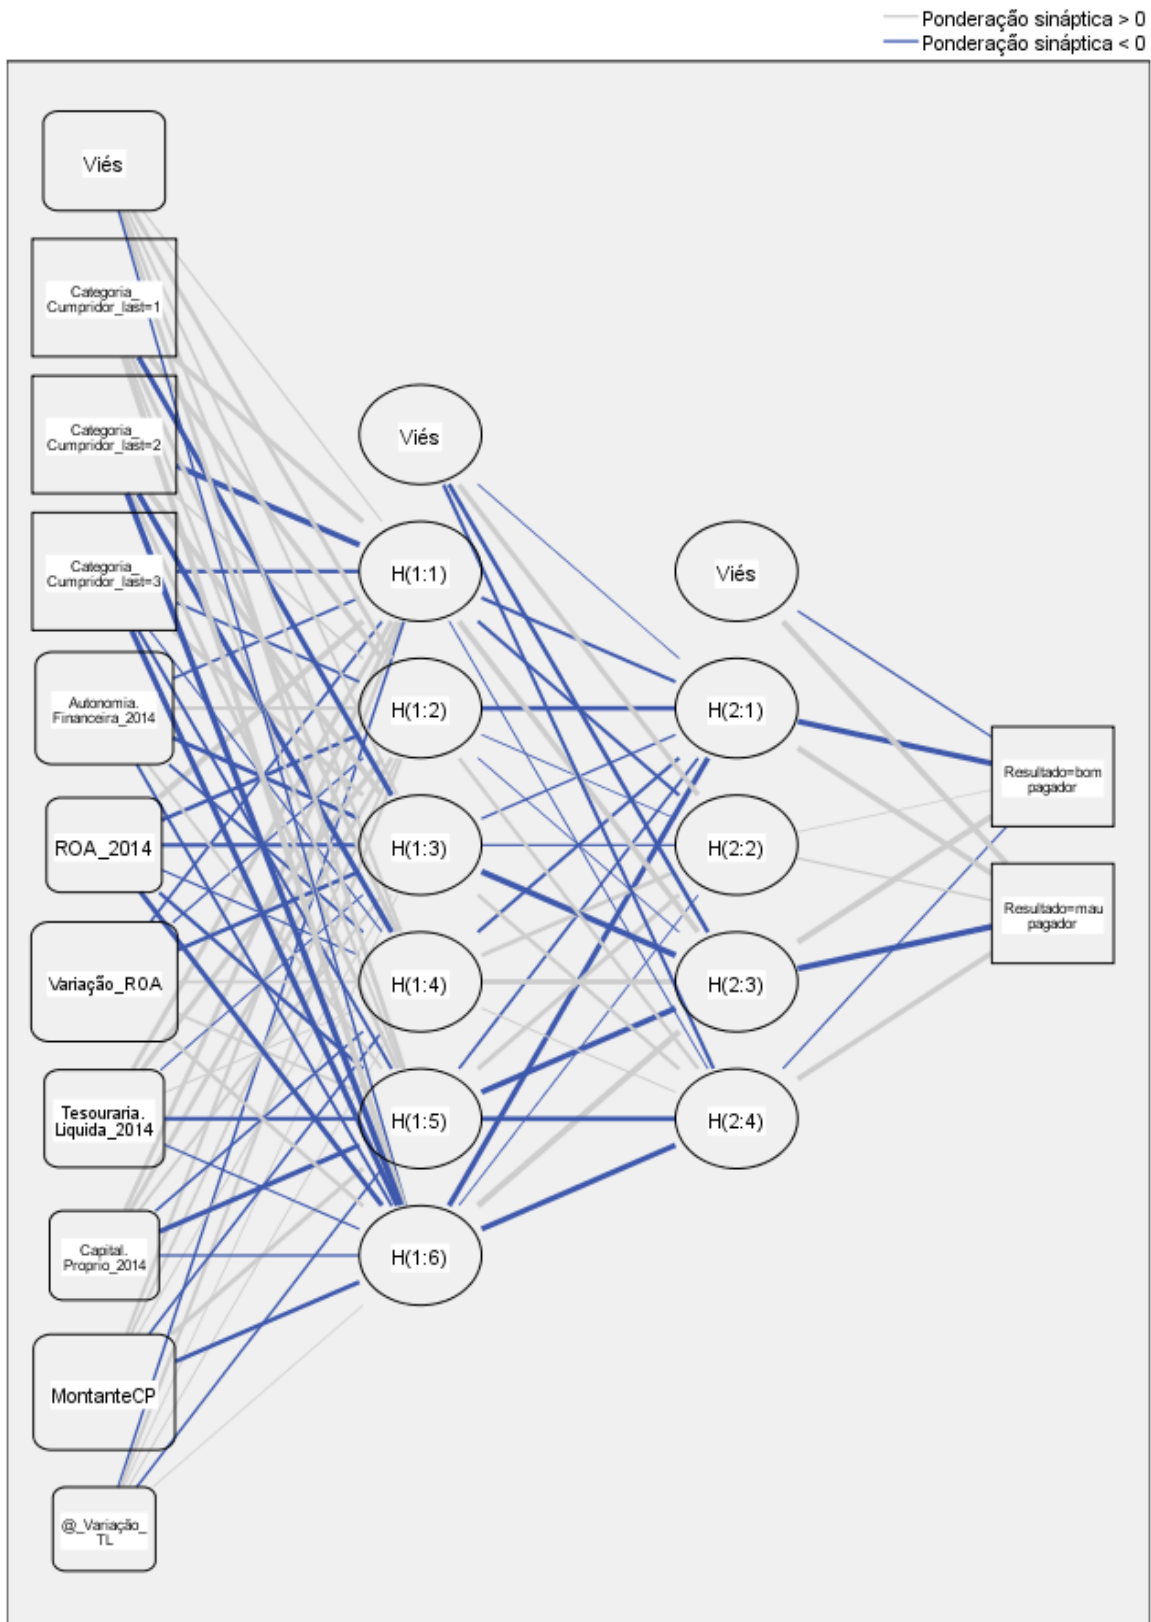 Ponderação sináptica > 0
Ponderação sináptica < 0
Viés
Categoria_
Cumpridor_last=1
Categoria_
Cumpridor_last=2
Categoria_
Cumpridor_last=3
Autonomia.
Financeira_2014
ROA_2014
Variação_ROA
Tesouraria.
Liquida_2014
Capital.
Proprio_2014
MontanteCP
@_Variação_
TL
Viés
H(1:1)
H(1:2)
H(1:3)
H(1:4)
H(1:5)
H(1:6)
Viés
H(2:1)
H(2:2)
H(2:3)
H(2:4)
Resultado=bom
pagador
Resultado=mau
pagador